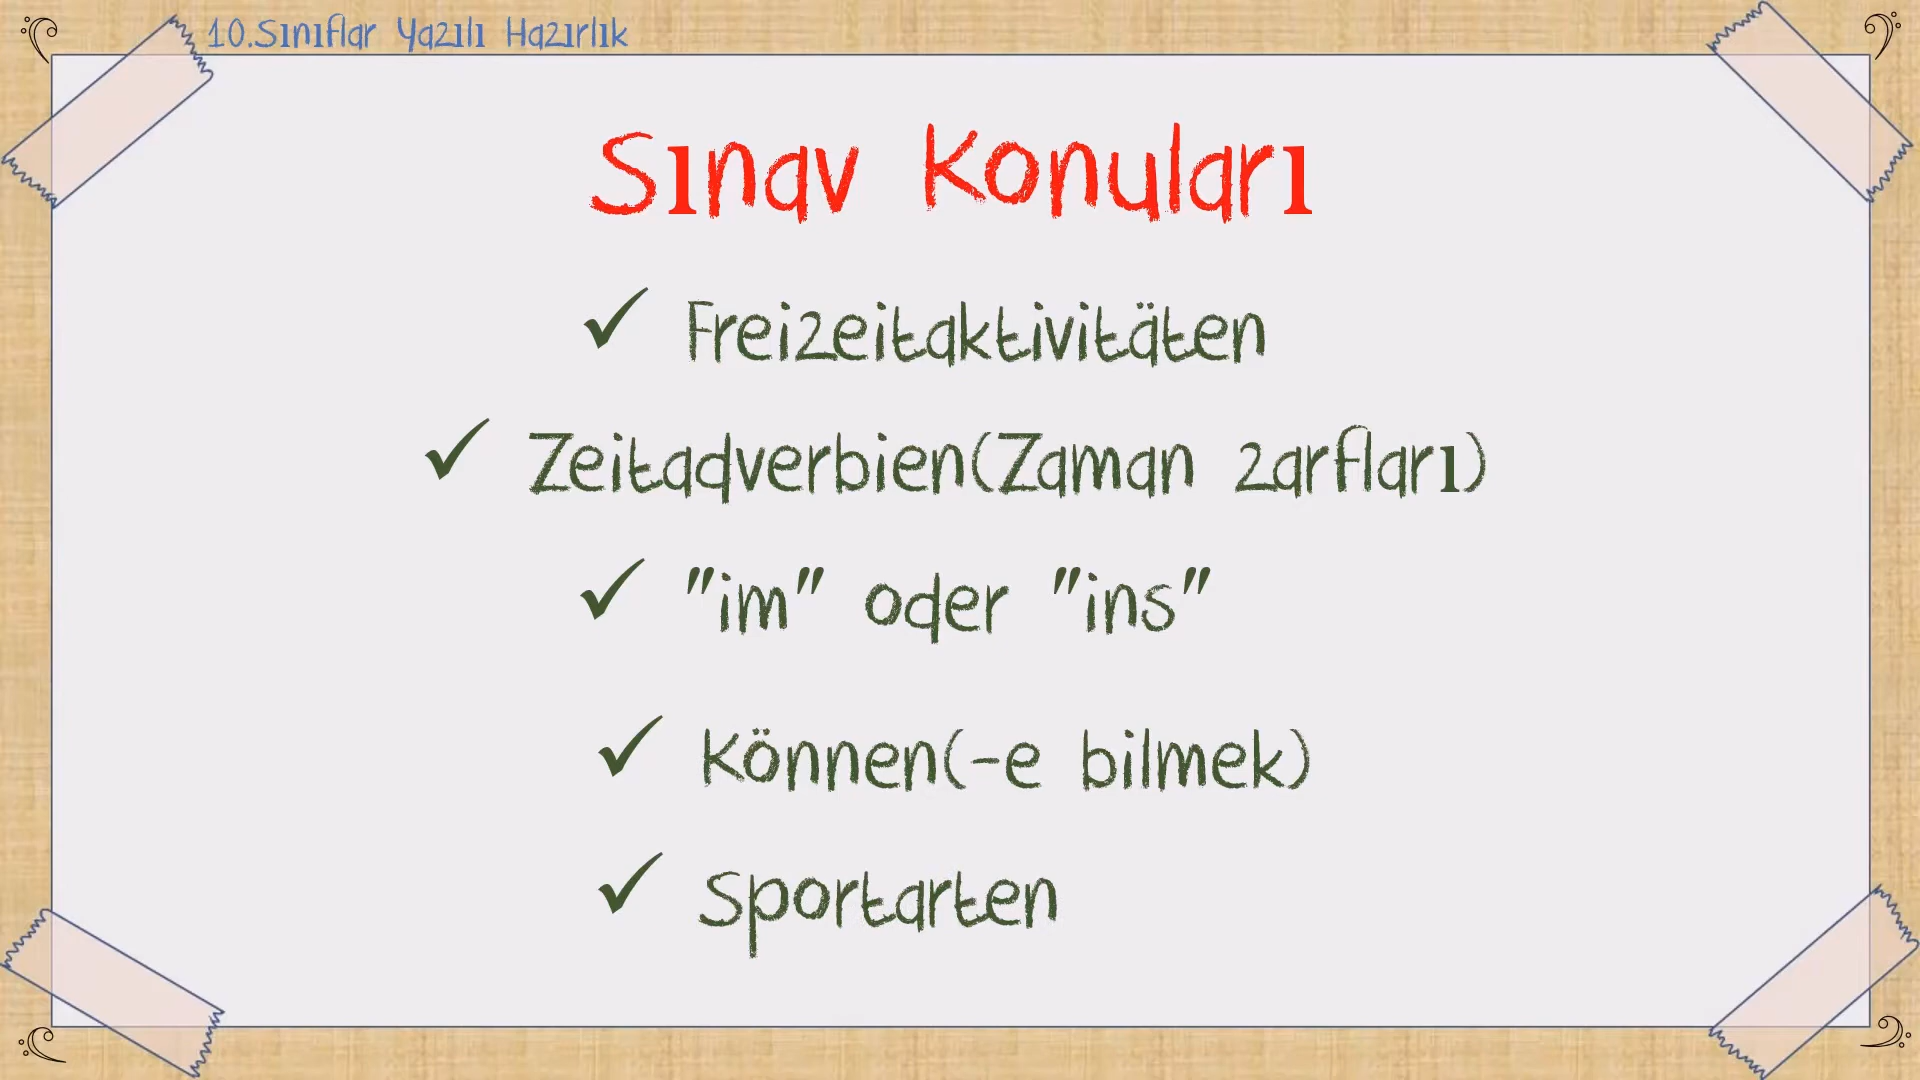 10.Sınıflar Yazılı Hazırlık
Sınav Konuları
✓ Freizeitaktivitäten
✓ Zeitadverbien(Zaman zarfları)
✓ "im" oder "ins"
✓ Können(-e bilmek)
✓ Sportarten